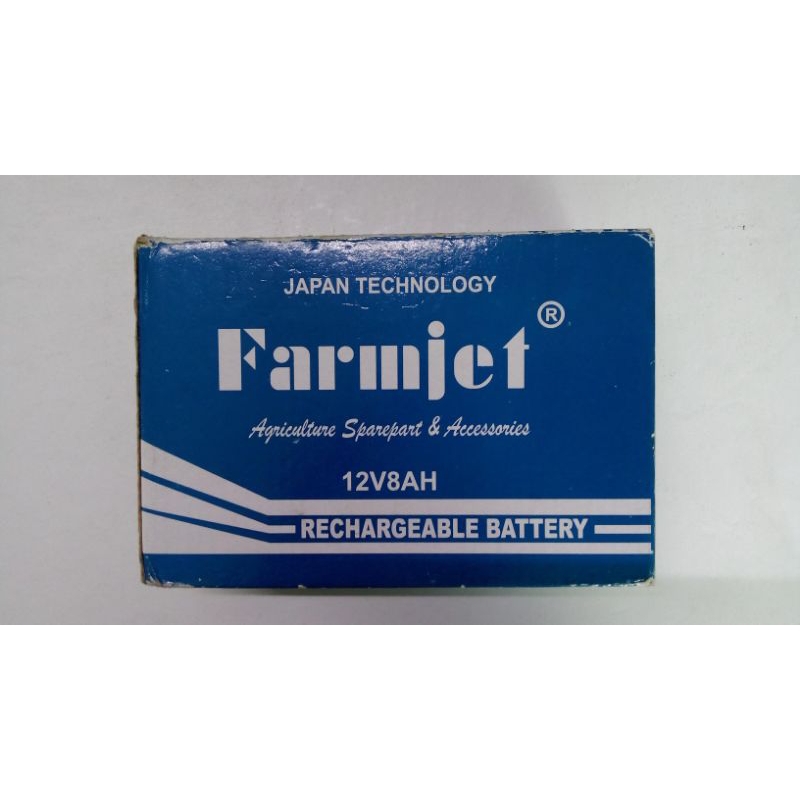 JAPAN TECHNOLOGY
Farmjet®
Agriculture Sparepart & Accessories
12V8AH
RECHARGEABLE BATTERY